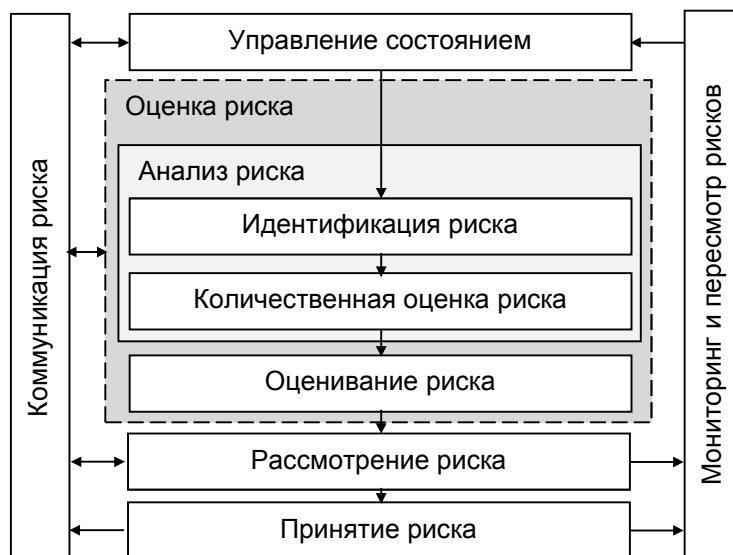 Управление состоянием
Оценка риска
Анализ риска
Идентификация риска
Количественная оценка риска
Оценивание риска
Рассмотрение риска
Принятие риска
Коммуникация риска
Мониторинг и пересмотр рисков